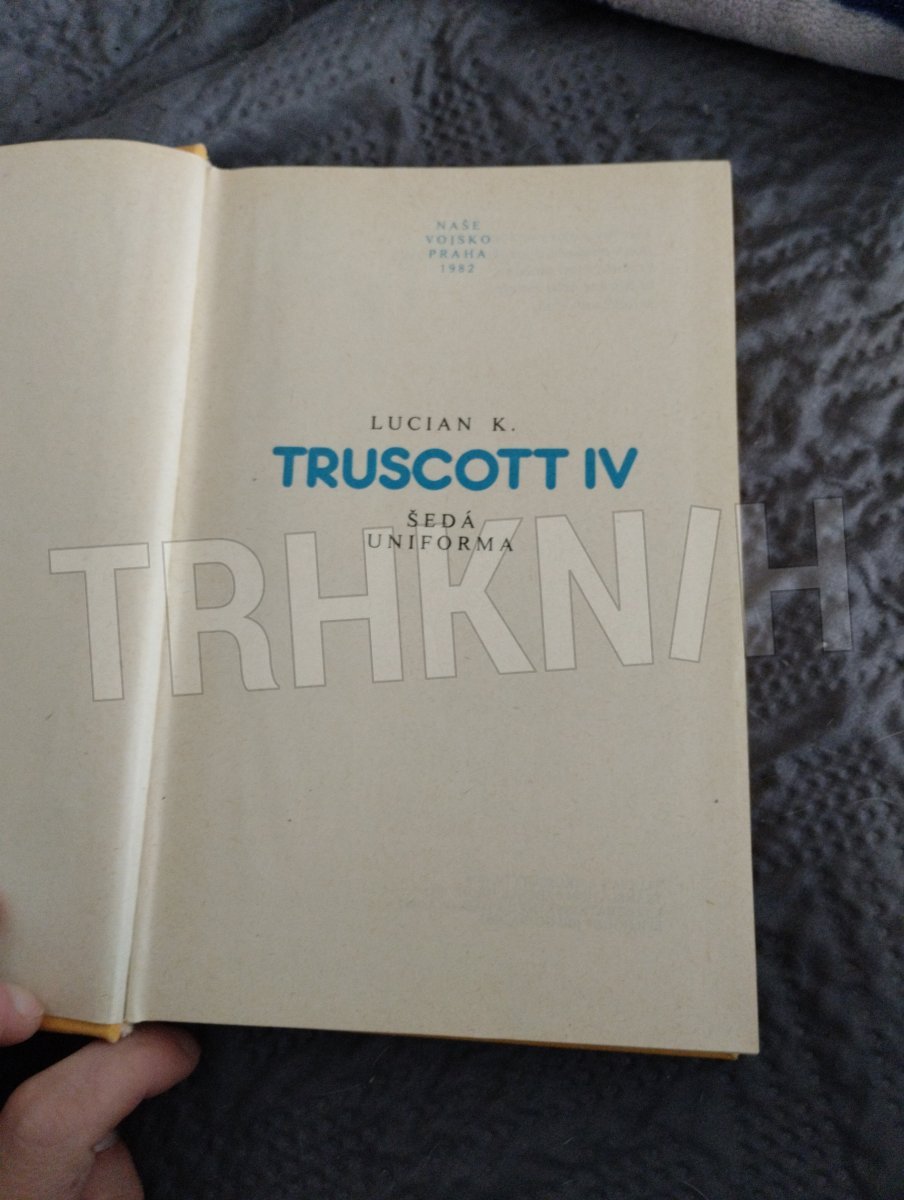 NAŠE
VOJSKO
PRAHA
1982
LUCIAN K.
TRUSCOTT IV
ŠEDÁ
UNIFORMA
TRHKNIH